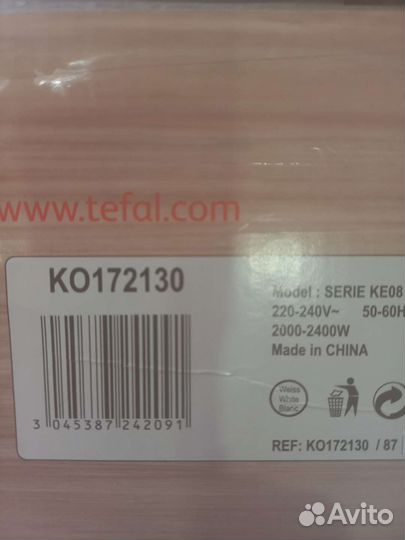 www.tefal.com
KO172130
3 045387 242091
Model : SERIE KE08
220-240V~ 50-60H
2000-2400W
Made in CHINA
Weiss
White
Blanc
REF: KO172130 / 87
Avito